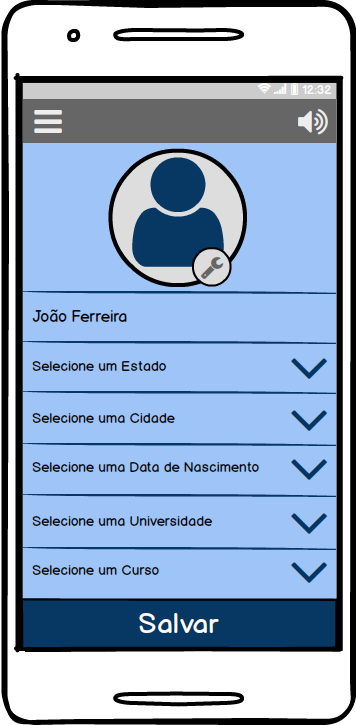 12:32
João Ferreira
Selecione um Estado
Selecione uma Cidade
Selecione uma Data de Nascimento
Selecione uma Universidade
Selecione um Curso
Salvar